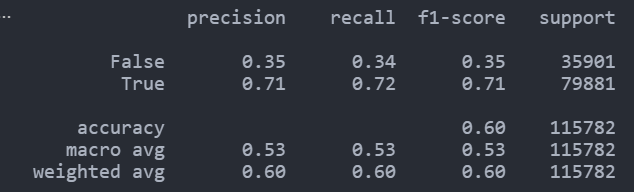 ...
precision recall f1-score support
False 0.35 0.34 0.35 35901
True 0.71 0.72 0.71 79881
accuracy 0.60 115782
macro avg 0.53 0.53 0.53 115782
weighted avg 0.60 0.60 0.60 115782